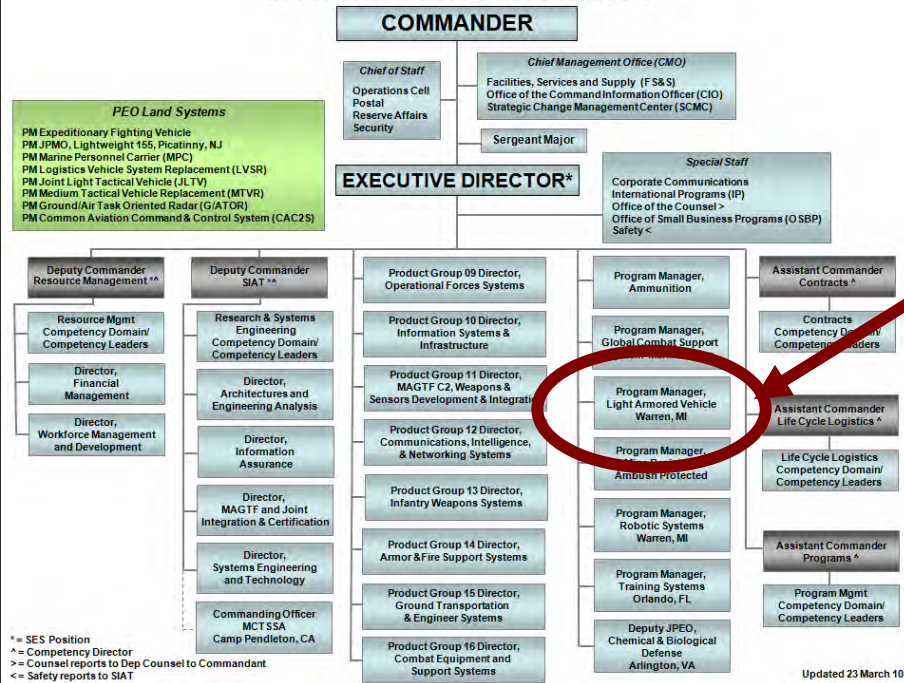 COMMANDER
Chief of Staff
Operations Cell
Postal
Reserve Affairs
Security
Chief Management Office (CMO)
Facilities, Services and Supply (FS&S)
Office of the Command Information Officer (CIO)
Strategic Change Management Center (SCMC)
Sergeant Major
PEO Land Systems
PM Expeditionary Fighting Vehicle
PM JPMO, Lightweight 155, Picatinny, NJ
PM Marine Personnel Carrier (MPC)
PM Logistics Vehicle System Replacement (LVSR)
PM Joint Light Tactical Vehicle (JLTV)
PM Medium Tactical Vehicle Replacement (MTVR)
PM Ground/Air Task Oriented Radar (G/ATOR)
PM Common Aviation Command & Control System (CAC2S)
EXECUTIVE DIRECTOR*
Special Staff
Corporate Communications
International Programs (IP)
Office of the Counsel >
Office of Small Business Programs (OSBP)
Safety <
Deputy Commander
Resource Management *^
Resource Mgmt
Competency Domain/
Competency Leaders
Director,
Financial
Management
Director,
Workforce Management
and Development
Deputy Commander
SIAT *^
Research & Systems
Engineering
Competency Domain/
Competency Leaders
Director,
Architectures and
Engineering Analysis
Director,
Information
Assurance
Director,
MAGTF and Joint
Integration & Certification
Director,
Systems Engineering
and Technology
Commanding Officer
MCTSSA
Camp Pendleton, CA
Product Group 09 Director,
Operational Forces Systems
Product Group 10 Director,
Information Systems &
Infrastructure
Product Group 11 Director,
MAGTF C2, Weapons &
Sensors Development &
Product Group 12 Director,
Communications, Intelligence,
& Networking Systems
Product Group 13 Director,
Infantry Weapons Systems
Product Group 14 Director,
Armor & Fire Support Systems
Product Group 15 Director,
Ground Transportation
& Engineer Systems
Product Group 16 Director,
Combat Equipment and
Support Systems
Program Manager,
Ammunition
Program Manager,
Global Combat Support
Program Manager,
Light Armored Vehicle
Warren, MI
Program Manager,
Ambush Protected
Program Manager,
Robotic Systems
Warren, MI
Program Manager,
Training Systems
Orlando, FL
Deputy JPEO,
Chemical & Biological
Defense
Arlington, VA
Assistant Commander
Contracts ^
Contracts
Competency Domain/
Competency Leaders
Assistant Commander
Life Cycle Logistics ^
Life Cycle Logistics
Competency Domain/
Competency Leaders
Assistant Commander
Programs ^
Program Mgmt
Competency Domain/
Competency Leaders
* = SES Position
^ = Competency Director
> = Counsel reports to Dep Counsel to Commandant
< = Safety reports to SIAT
Updated 23 March 10